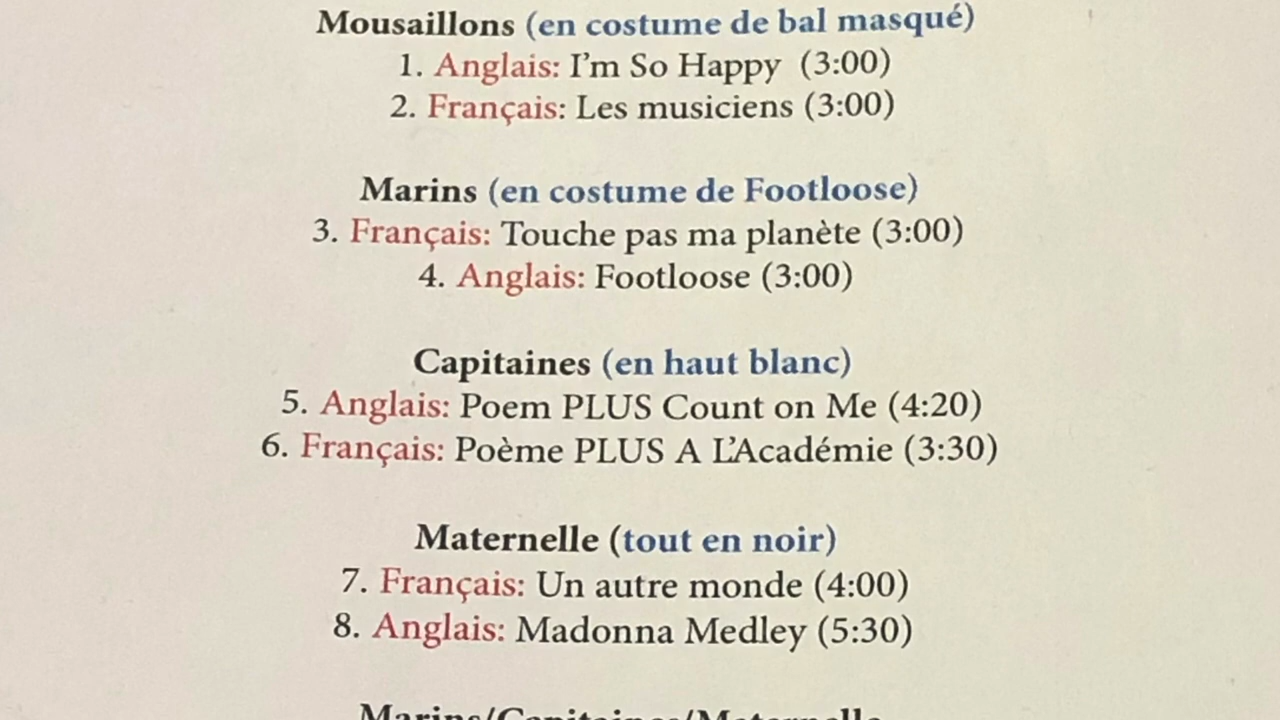 Mousaillons (en costume de bal masqué)
1. Anglais: I'm So Happy (3:00)
2. Français: Les musiciens (3:00)
Marins (en costume de Footloose)
3. Français: Touche pas ma planète (3:00)
4. Anglais: Footloose (3:00)
Capitaines (en haut blanc)
5. Anglais: Poem PLUS Count on Me (4:20)
6. Français: Poème PLUS A L'Académie (3:30)
Maternelle (tout en noir)
7. Français: Un autre monde (4:00)
8. Anglais: Madonna Medley (5:30)
Marins/Capitaines/Maternelle